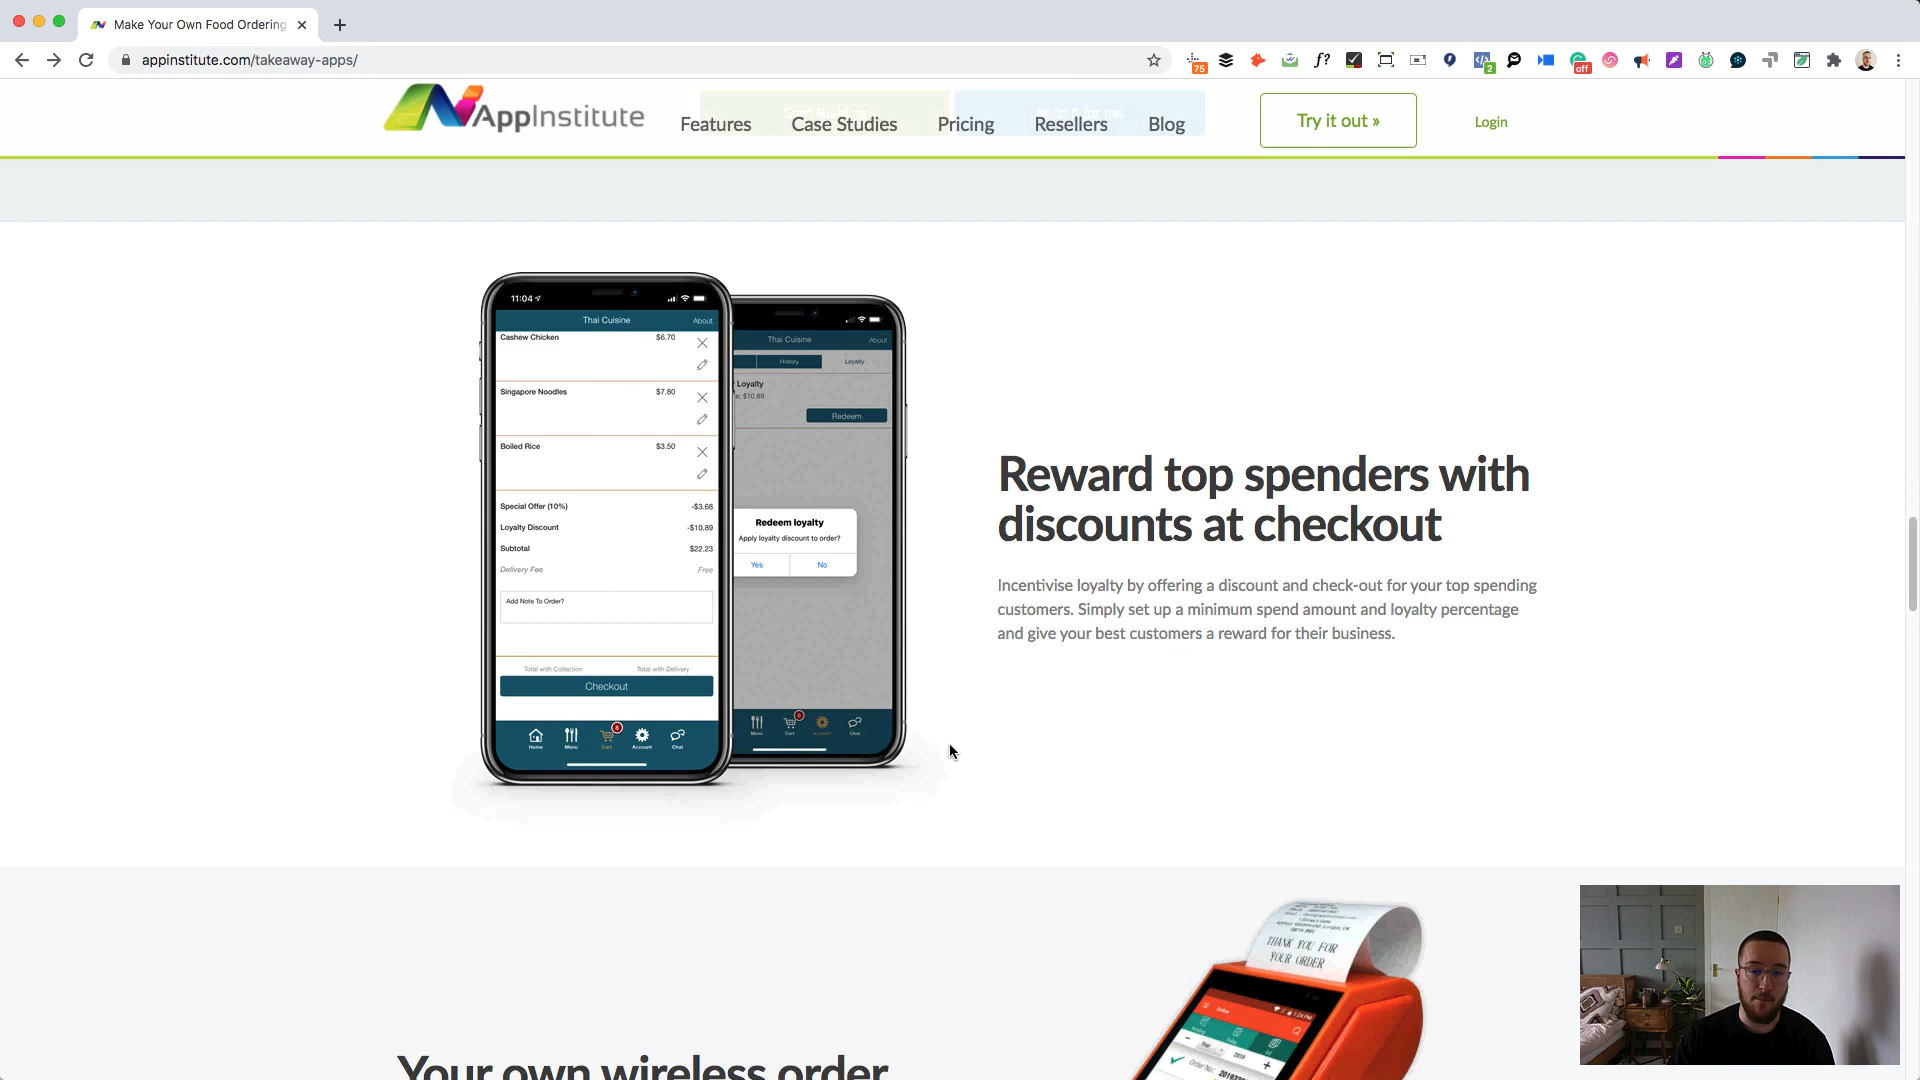 Make Your Own Food Ordering
appinstitute.com/takeaway-apps/
75
f?
2
off
AppInstitute
Features
Case Studies
Pricing
Resellers
Blog
Try it out »
Login
11:04
Thai Cuisine
About
Cashew Chicken $6.70
Singapore Noodles $7.80
Boiled Rice $3.50
Special Offer (10%) -$3.68
Loyalty Discount -$10.89
Subtotal $22.23
Delivery Fee Free
Add Note To Order?
Total with Collection Total with Delivery
Checkout
Home Menu Cart Account Chat
Thai Cuisine About
History Loyalty
Loyalty
e: $10.89
Redeem
Redeem loyalty
Apply loyalty discount to order?
Yes No
Menu Cart Account Chat
Reward top spenders with
discounts at checkout
Incentivise loyalty by offering a discount and check-out for your top spending
customers. Simply set up a minimum spend amount and loyalty percentage
and give your best customers a reward for their business.
THANK YOU FOR
YOUR ORDER
Your own wireless order